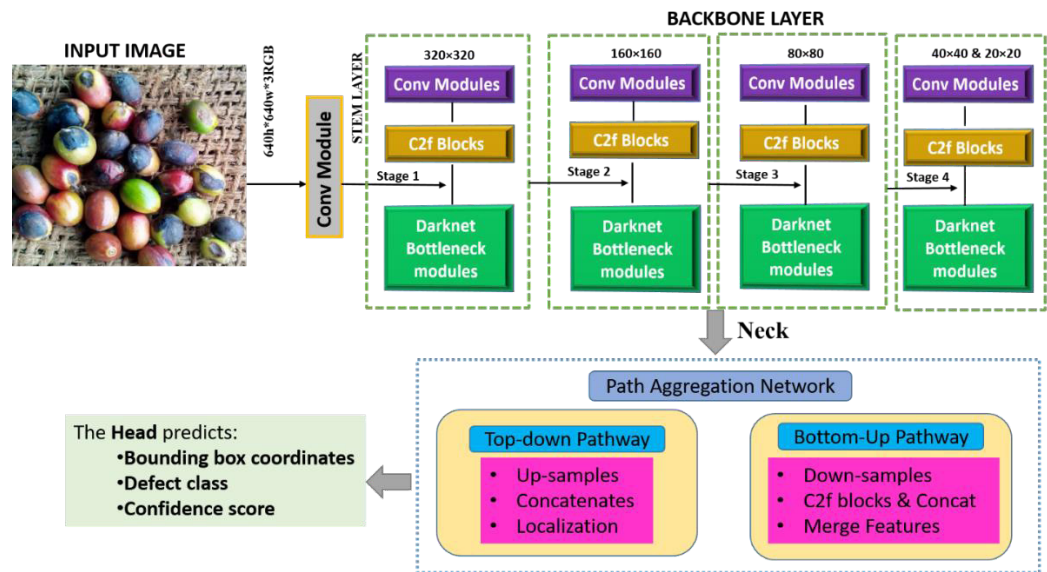 BACKBONE LAYER
INPUT IMAGE
640h*640w*3RGB
Conv Module
STEM LAYER
320×320
Conv Modules
C2f Blocks
Stage 1
Darknet
Bottleneck
modules
160×160
Conv Modules
C2f Blocks
Stage 2
Darknet
Bottleneck
modules
80×80
Conv Modules
C2f Blocks
Stage 3
Darknet
Bottleneck
modules
40×40 & 20×20
Conv Modules
C2f Blocks
Stage 4
Darknet
Bottleneck
modules
Neck
Path Aggregation Network
Top-down Pathway
• Up-samples
• Concatenates
• Localization
Bottom-Up Pathway
• Down-samples
• C2f blocks & Concat
• Merge Features
The Head predicts:
•Bounding box coordinates
•Defect class
•Confidence score